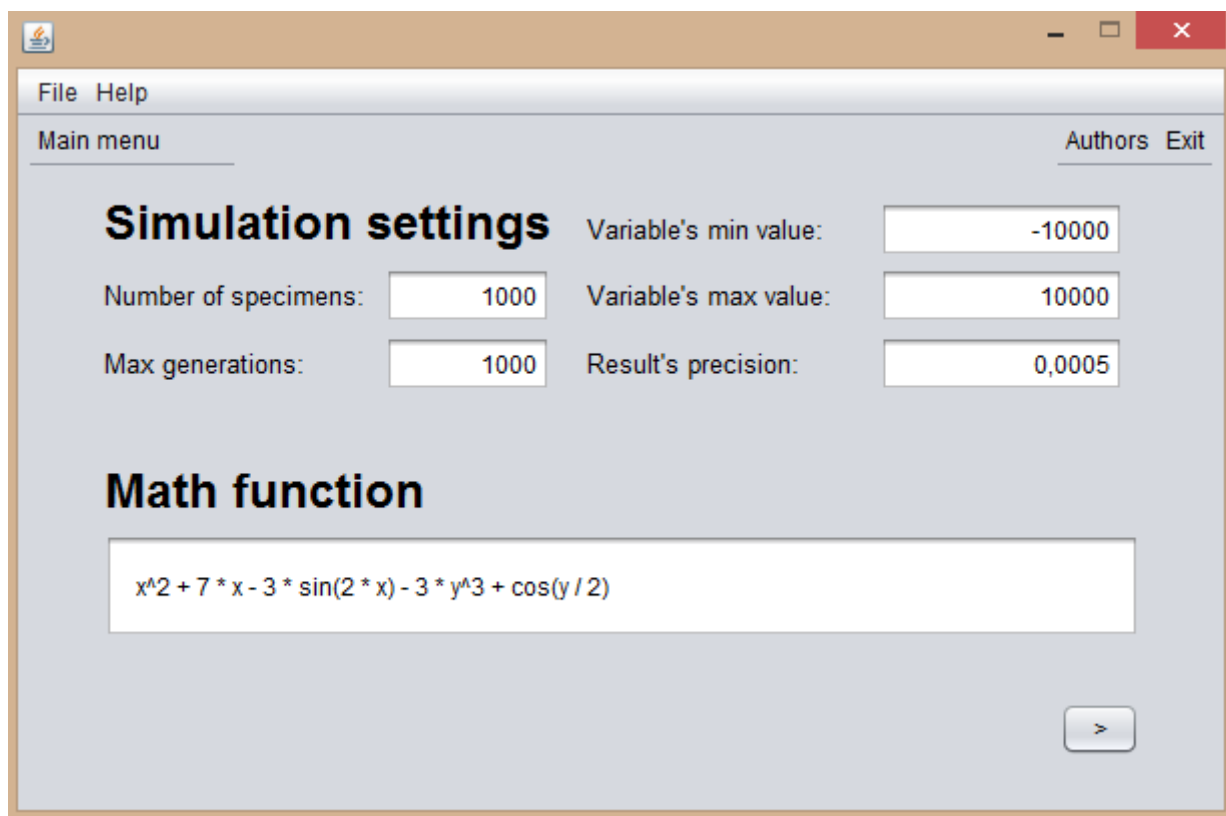 File Help
Main menu Authors Exit
Simulation settings
Variable's min value: -10000
Number of specimens: 1000
Variable's max value: 10000
Max generations: 1000
Result's precision: 0,0005
Math function
x^2 + 7 * x - 3 * sin(2 * x) - 3 * y^3 + cos(y / 2)
>